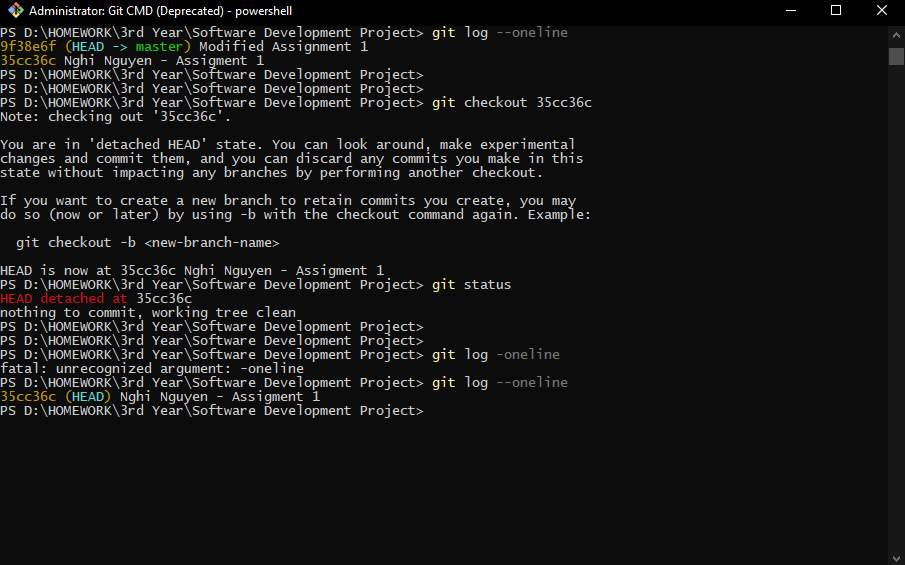 Administrator: Git CMD (Deprecated) - powershell
PS D:\HOMEWORK\3rd Year\Software Development Project> git log --oneline
9f38e6f (HEAD -> master) Modified Assignment 1
35cc36c Nghi Nguyen - Assigment 1
PS D:\HOMEWORK\3rd Year\Software Development Project>
PS D:\HOMEWORK\3rd Year\Software Development Project>
PS D:\HOMEWORK\3rd Year\Software Development Project> git checkout 35cc36c
Note: checking out '35cc36c'.

You are in 'detached HEAD' state. You can look around, make experimental
changes and commit them, and you can discard any commits you make in this
state without impacting any branches by performing another checkout.

If you want to create a new branch to retain commits you create, you may
do so (now or later) by using -b with the checkout command again. Example:

  git checkout -b <new-branch-name>

HEAD is now at 35cc36c Nghi Nguyen - Assigment 1
PS D:\HOMEWORK\3rd Year\Software Development Project> git status
HEAD detached at 35cc36c
nothing to commit, working tree clean
PS D:\HOMEWORK\3rd Year\Software Development Project>
PS D:\HOMEWORK\3rd Year\Software Development Project>
PS D:\HOMEWORK\3rd Year\Software Development Project> git log -oneline
fatal: unrecognized argument: -oneline
PS D:\HOMEWORK\3rd Year\Software Development Project> git log --oneline
35cc36c (HEAD) Nghi Nguyen - Assigment 1
PS D:\HOMEWORK\3rd Year\Software Development Project>